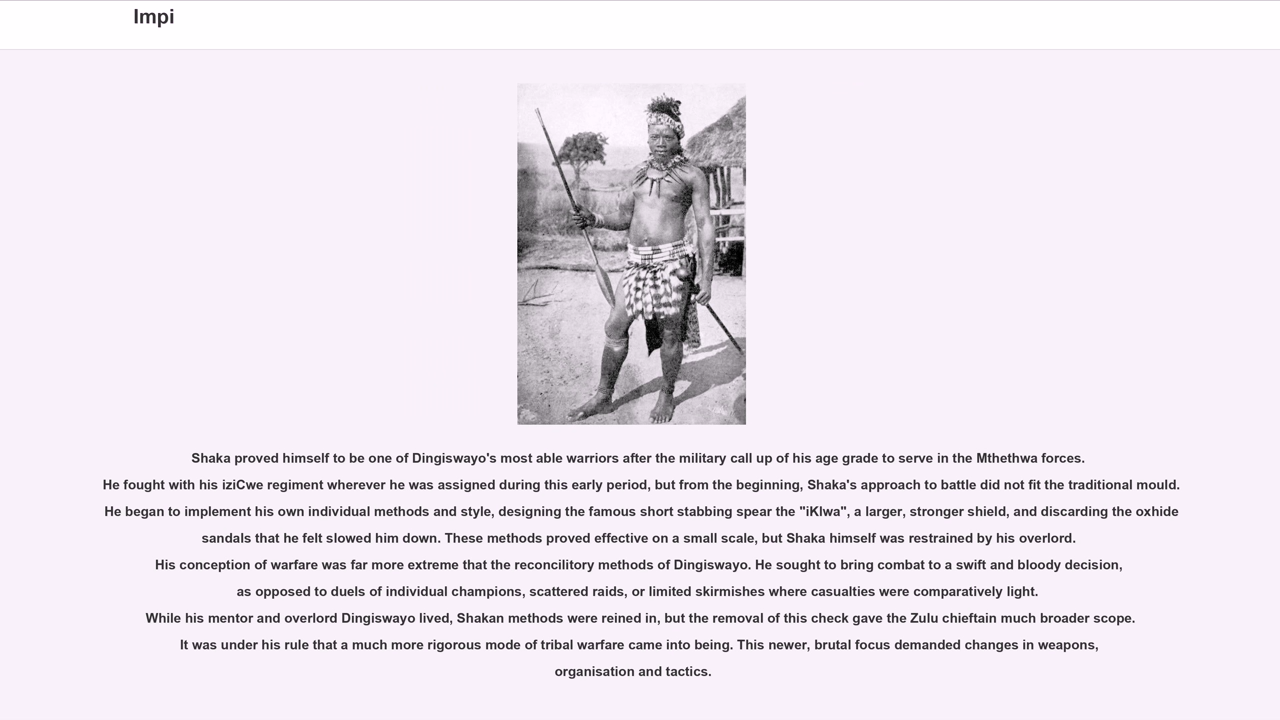 Impi
Shaka proved himself to be one of Dingiswayo's most able warriors after the military call up of his age grade to serve in the Mthethwa forces.
He fought with his iziCwe regiment wherever he was assigned during this early period, but from the beginning, Shaka's approach to battle did not fit the traditional mould.
He began to implement his own individual methods and style, designing the famous short stabbing spear the "iKlwa", a larger, stronger shield, and discarding the oxhide
sandals that he felt slowed him down. These methods proved effective on a small scale, but Shaka himself was restrained by his overlord.
His conception of warfare was far more extreme that the reconcilitory methods of Dingiswayo. He sought to bring combat to a swift and bloody decision,
as opposed to duels of individual champions, scattered raids, or limited skirmishes where casualties were comparatively light.
While his mentor and overlord Dingiswayo lived, Shakan methods were reined in, but the removal of this check gave the Zulu chieftain much broader scope.
It was under his rule that a much more rigorous mode of tribal warfare came into being. This newer, brutal focus demanded changes in weapons,
organisation and tactics.